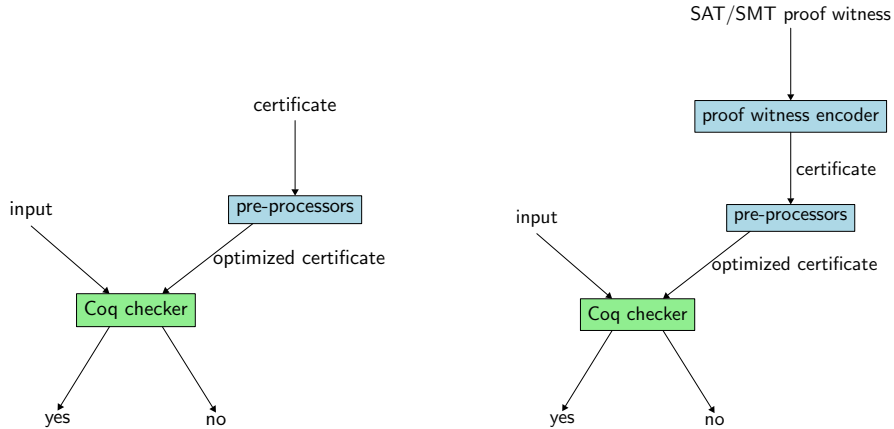 certificate
pre-processors
input
optimized certificate
Coq checker
yes
no
SAT/SMT proof witness
proof witness encoder
certificate
pre-processors
input
optimized certificate
Coq checker
yes
no